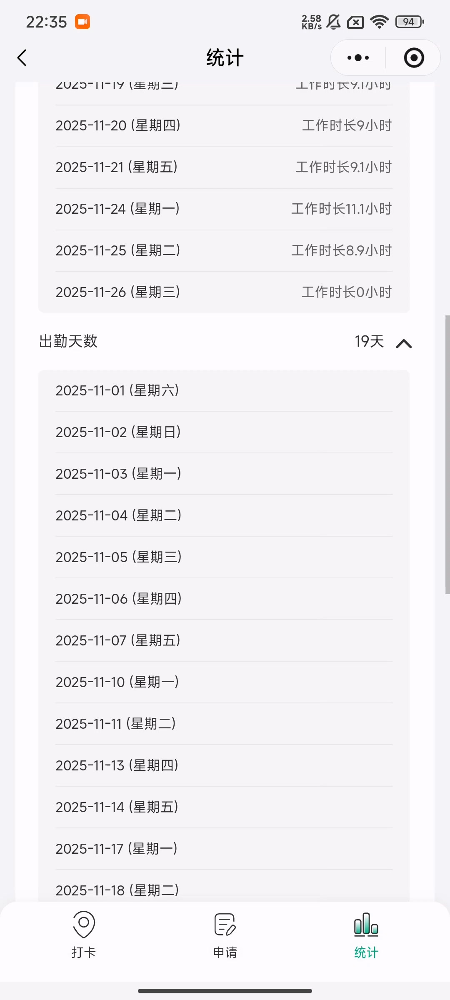 22:35
2.58 KB/s
94
统计
2025-11-19 (星期三) 工作时长9.1小时
2025-11-20 (星期四) 工作时长9小时
2025-11-21 (星期五) 工作时长9.1小时
2025-11-24 (星期一) 工作时长11.1小时
2025-11-25 (星期二) 工作时长8.9小时
2025-11-26 (星期三) 工作时长0小时
出勤天数 19天
2025-11-01 (星期六)
2025-11-02 (星期日)
2025-11-03 (星期一)
2025-11-04 (星期二)
2025-11-05 (星期三)
2025-11-06 (星期四)
2025-11-07 (星期五)
2025-11-10 (星期一)
2025-11-11 (星期二)
2025-11-13 (星期四)
2025-11-14 (星期五)
2025-11-17 (星期一)
2025-11-18 (星期二)
打卡 申请 统计